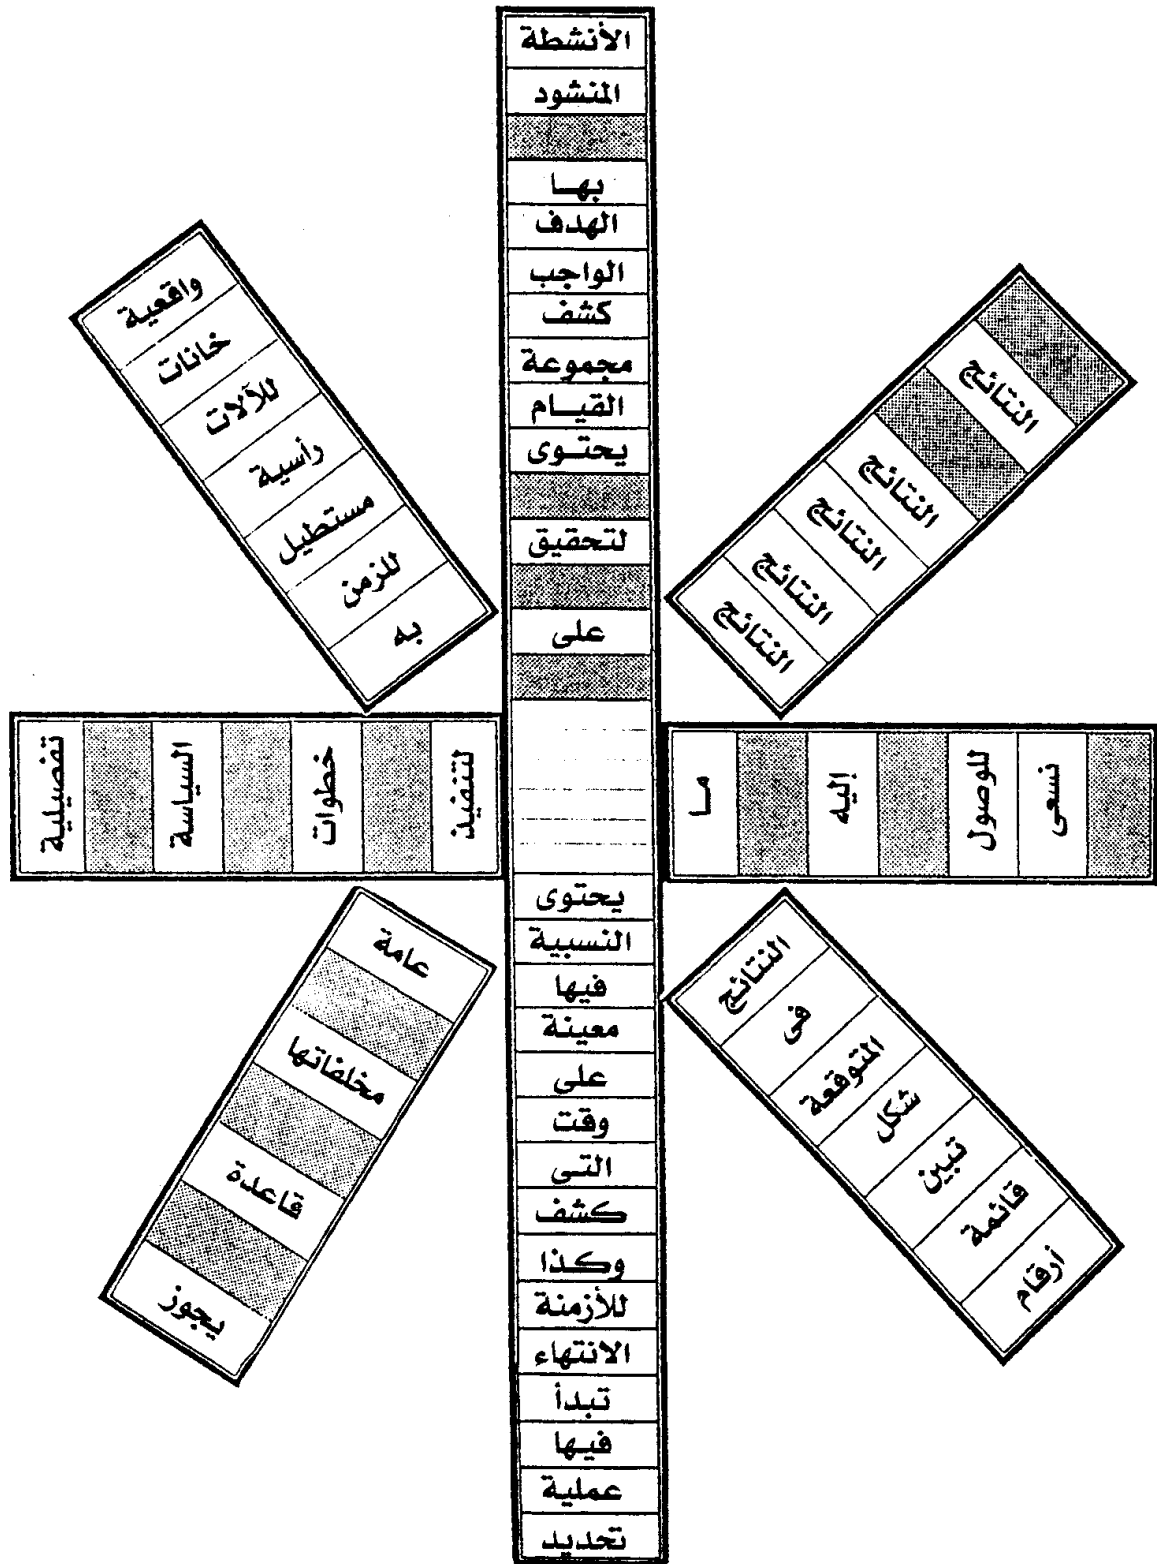 الأنشطة
المنشود
بها
الهدف
الواجب
كشف
مجموعة
القيام
يحتوى
لتحقيق
على
النتائج
النتائج
النتائج
النتائج
النتائج
واقعية
خانات
للآلات
رأسية
مستطيل
للزمن
به
ما
إليه
للوصول
نسعى
تفصيلية
السياسة
خطوات
لتنفيذ
يحتوى
النسبية
فيها
معينة
على
وقت
التى
كشف
وكذا
للأزمنة
الانتهاء
تبدأ
فيها
عملية
تحديد
النتائج
فى
المتوقعة
شكل
تبين
قائمة
أرقام
عامة
مخلفاتها
قاعدة
يجوز